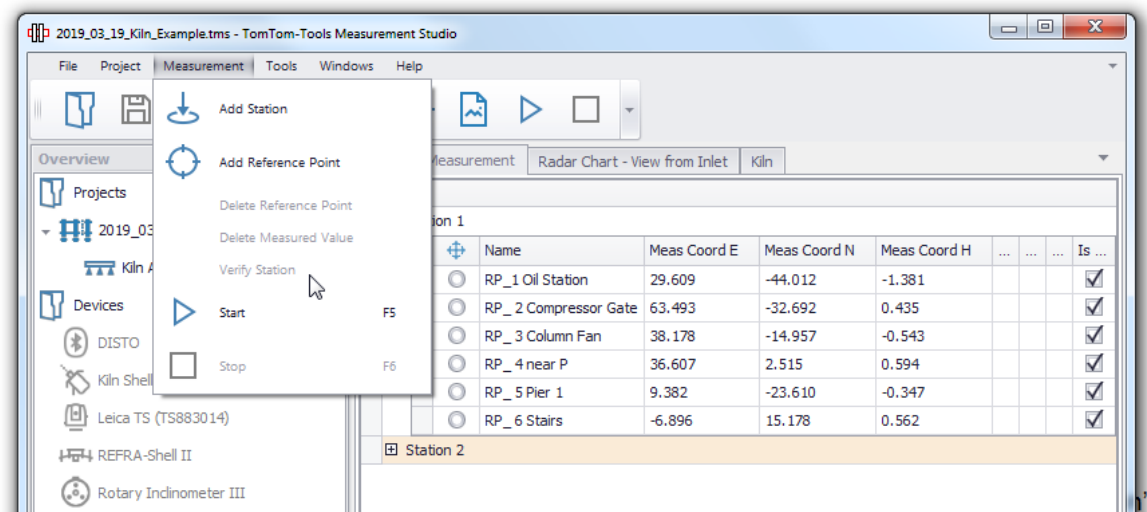 2019_03_19_Kiln_Example.tms - TomTom-Tools Measurement Studio
File Project Measurement Tools Windows Help
Add Station
Add Reference Point
Delete Reference Point
Delete Measured Value
Verify Station
Start F5
Stop F6
Overview
Projects
2019_03
Kiln A
Devices
DISTO
Kiln Shell
Leica TS (TS883014)
REFRA-Shell II
Rotary Inclinometer III
Measurement Radar Chart - View from Inlet Kiln
ion 1
Name Meas Coord E Meas Coord N Meas Coord H ... ... ... Is ...
RP_1 Oil Station 29.609 -44.012 -1.381
RP_ 2 Compressor Gate 63.493 -32.692 0.435
RP_ 3 Column Fan 38.178 -14.957 -0.543
RP_ 4 near P 36.607 2.515 0.594
RP_ 5 Pier 1 9.382 -23.610 -0.347
RP_ 6 Stairs -6.896 15.178 0.562
Station 2